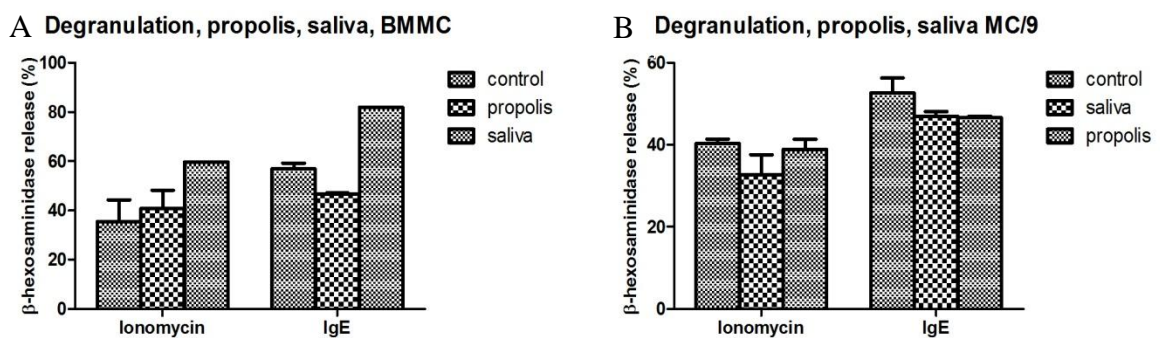 A Degranulation, propolis, saliva, BMMC
β-hexosaminidase release (%)
100
80
60
40
20
0
Ionomycin IgE
control
propolis
saliva
B Degranulation, propolis, saliva MC/9
β-hexosaminidase release (%)
60
40
20
0
Ionomycin IgE
control
saliva
propolis